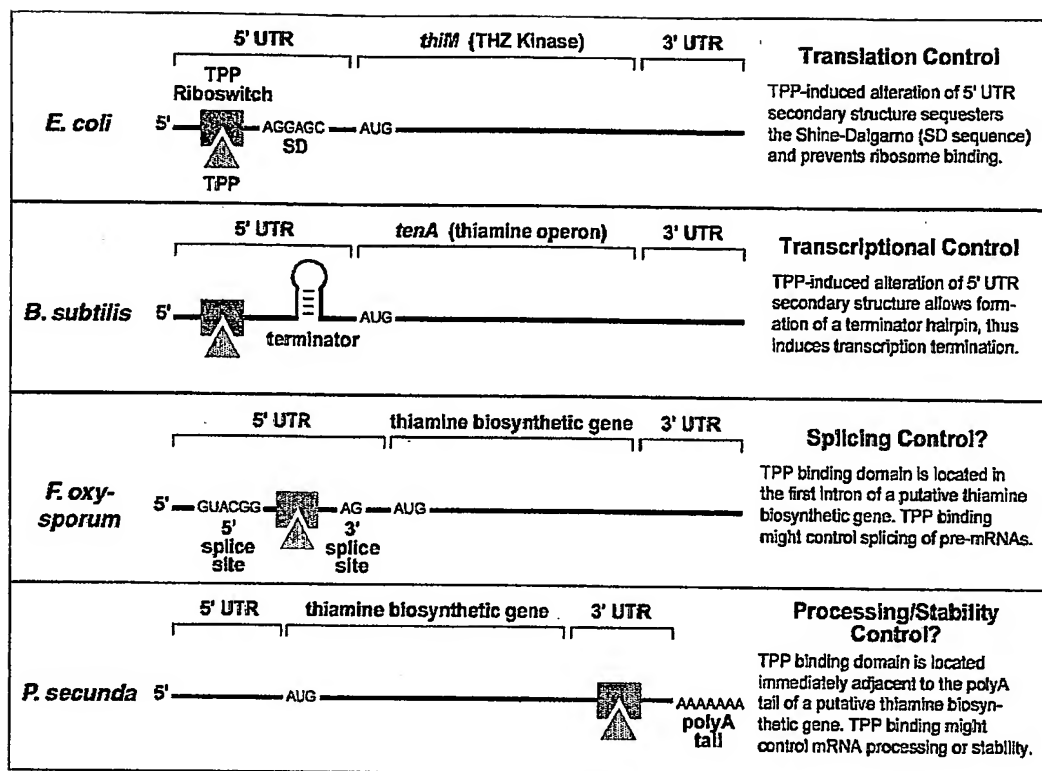 5' UTR
thiM (THZ Kinase)
3' UTR
Translation Control
TPP
Riboswitch
E. coli
5'
AGGAGC
SD
AUG
TPP
TPP-induced alteration of 5' UTR
secondary structure sequesters
the Shine-Dalgarno (SD sequence)
and prevents ribosome binding.
5' UTR
tenA (thiamine operon)
3' UTR
Transcriptional Control
B. subtilis
5'
terminator
AUG
TPP-induced alteration of 5' UTR
secondary structure allows form-
ation of a terminator hairpin, thus
induces transcription termination.
5' UTR
thiamine biosynthetic gene
3' UTR
Splicing Control?
F. oxy-
sporum
5'
GUACGG
5'
splice
site
AG
3'
splice
site
AUG
TPP binding domain is located in
the first intron of a putative thiamine
biosynthetic gene. TPP binding
might control splicing of pre-mRNAs.
5' UTR
thiamine biosynthetic gene
3' UTR
Processing/Stability
Control?
P. secunda
5'
AUG
AAAAAAA
polyA
tail
TPP binding domain is located
immediately adjacent to the polyA
tail of a putative thiamine biosyn-
thetic gene. TPP binding might
control mRNA processing or stability.